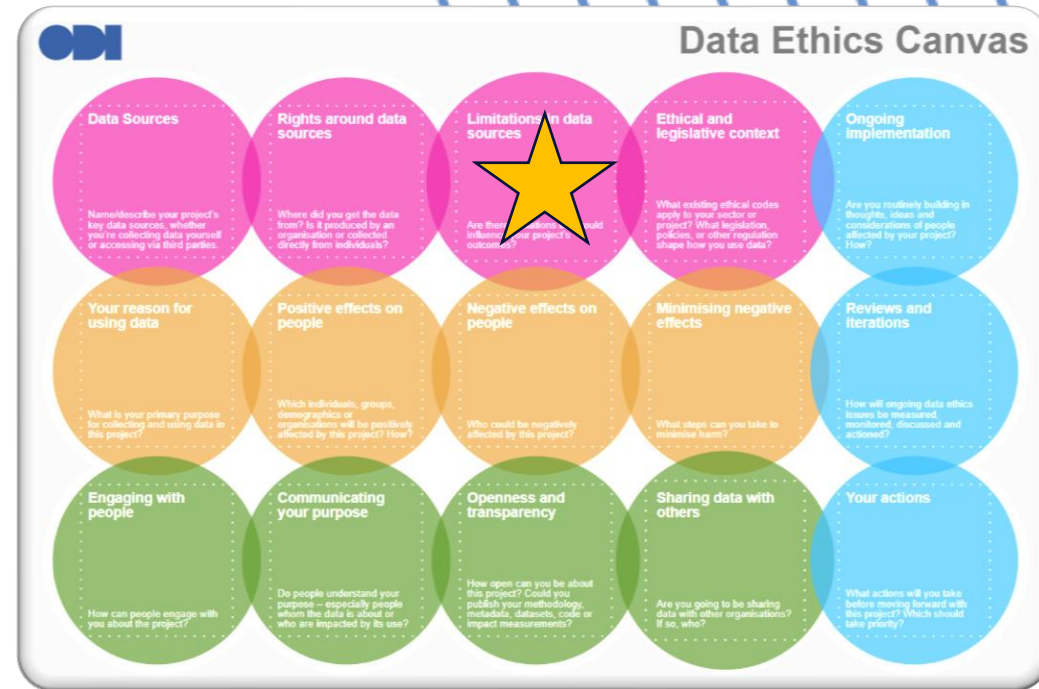 ODI
Data Ethics Canvas
Data Sources
Name/describe your project's
key data sources, whether
you're collecting data yourself
or accessing via third parties.
Rights around data
sources
Where did you get the data
from? Is it produced by an
organisation or collected
directly from individuals?
Limitations in data
sources
Are there
influence your project's
outcomes?
Ethical and
legislative context
What existing ethical codes
apply to your sector or
project? What legislation,
policies, or other regulation
shape how you use data?
Ongoing
implementation
Are you routinely building in
thoughts, ideas and
considerations of people
affected by your project?
How?
Your reason for
using data
What is your primary purpose
for collecting and using data in
this project?
Positive effects on
people
Which individuals, groups,
demographics or
organisations will be positively
affected by this project? How?
Negative effects on
people
Who could be negatively
affected by this project?
Minimising negative
effects
What steps can you take to
minimise harm?
Reviews and
iterations
How will ongoing data ethics
issues be measured,
monitored, discussed and
actioned?
Engaging with
people
How can people engage with
you about the project?
Communicating
your purpose
Do people understand your
purpose – especially people
whom the data is about or
who are impacted by its use?
Openness and
transparency
How open can you be about
this project? Could you
publish your methodology,
metadata, datasets, code or
impact measurements?
Sharing data with
others
Are you going to be sharing
data with other organisations?
If so, who?
Your actions
What actions will you take
before moving forward with
this project? Which should
take priority?